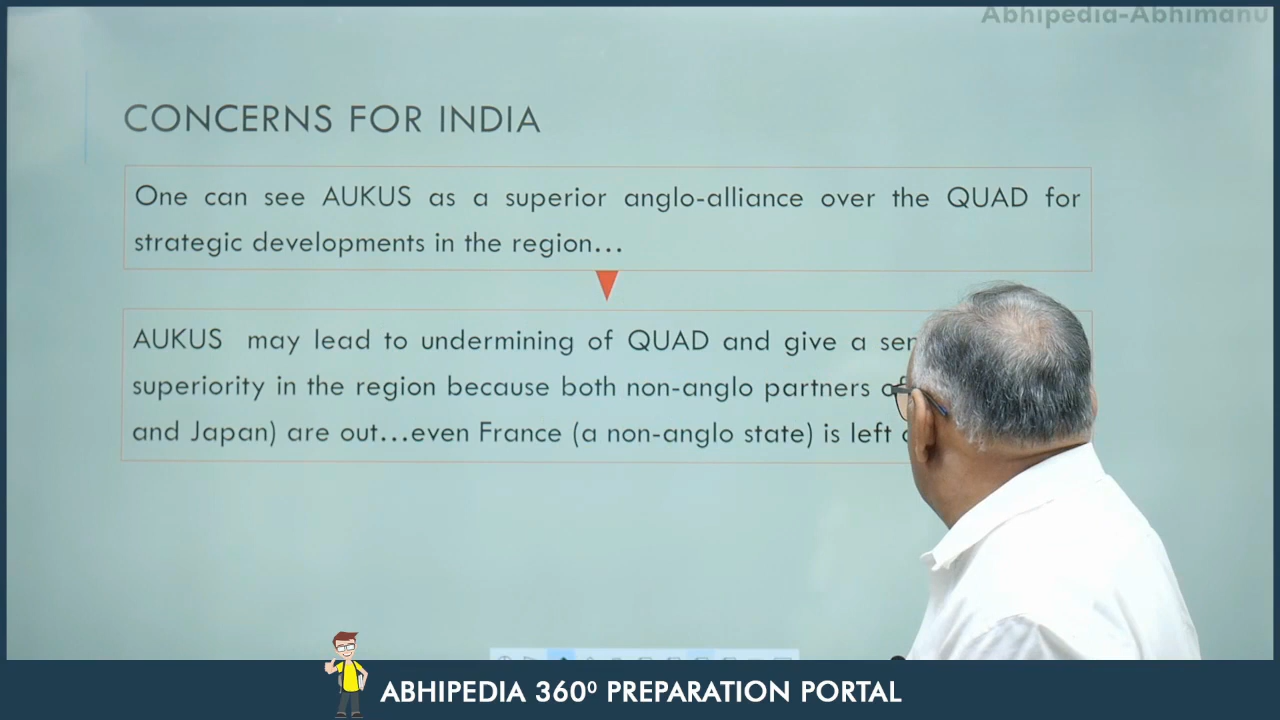 Abhipedia-Abhimanu
CONCERNS FOR INDIA
One can see AUKUS as a superior anglo-alliance over the QUAD for
strategic developments in the region...
AUKUS may lead to undermining of QUAD and give a
superiority in the region because both non-anglo partners
and Japan) are out...even France (a non-anglo state) is left
ABHIPEDIA 360⁰ PREPARATION PORTAL